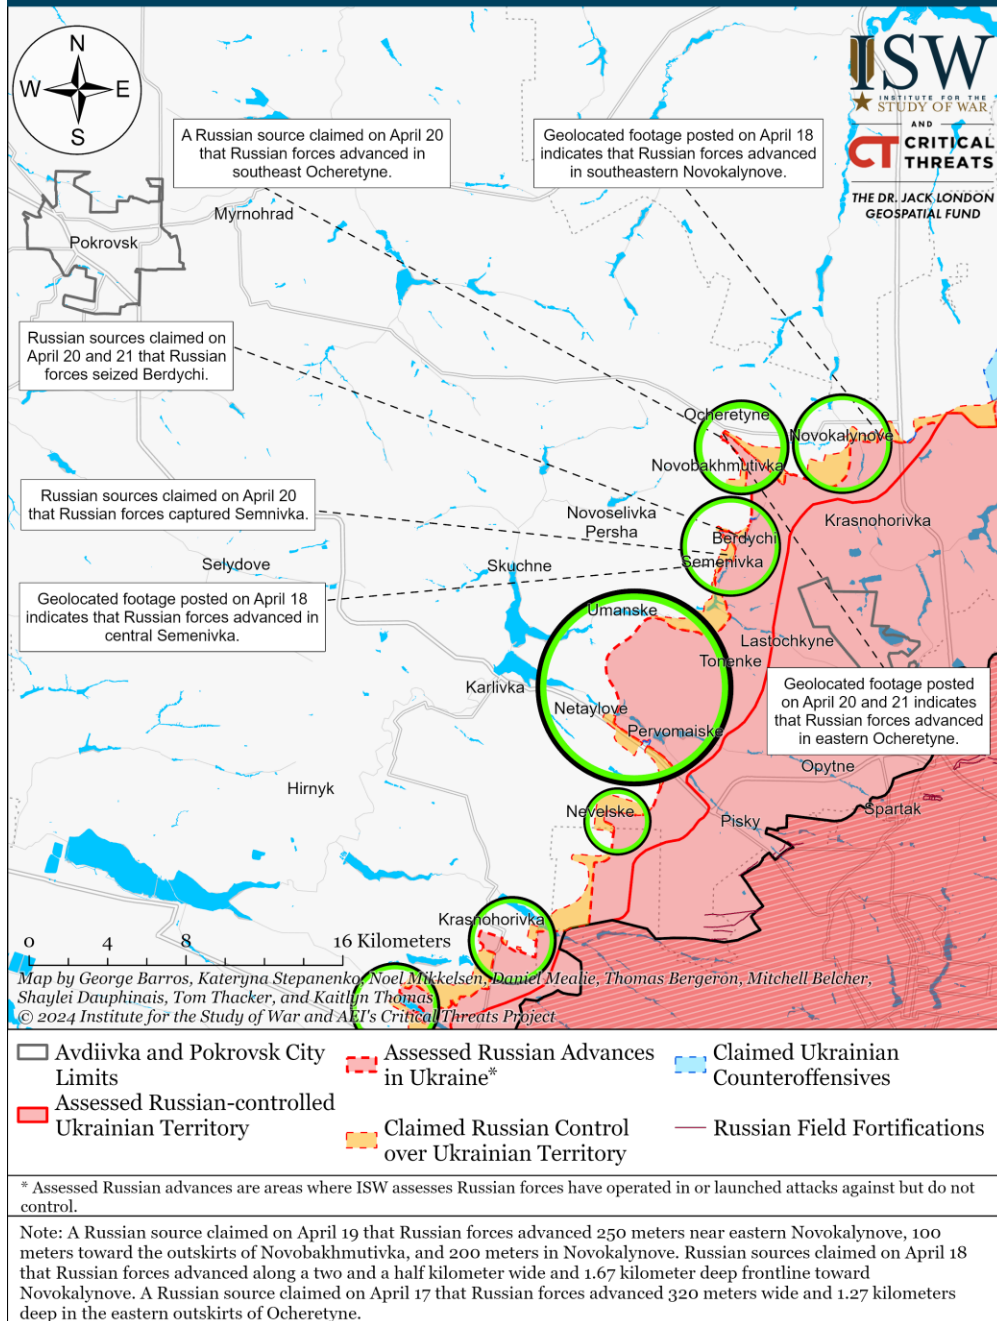 N
W
E
S
ISW
INSTITUTE FOR THE
STUDY OF WAR
AND
CT CRITICAL
THREATS
THE DR. JACK LONDON
GEOSPATIAL FUND
A Russian source claimed on April 20
that Russian forces advanced in
southeast Ocheretyne.
Geolocated footage posted on April 18
indicates that Russian forces advanced
in southeastern Novokalynove.
Myrnohrad
Pokrovsk
Russian sources claimed on
April 20 and 21 that Russian
forces seized Berdychi.
Ocheretyne
Novokalynove
Novobakhmutivka
Russian sources claimed on April 20
that Russian forces captured Semnivka.
Novoselivka
Persha
Krasnohorivka
Berdychi
Semenivka
Selydove
Skuchne
Geolocated footage posted on April 18
indicates that Russian forces advanced in
central Semenivka.
Umanske
Lastochkyne
Tonenke
Karlivka
Geolocated footage posted
on April 20 and 21 indicates
that Russian forces advanced
in eastern Ocheretyne.
Netaylove
Pervomaiske
Opytne
Hirnyk
Nevelske
Spartak
Pisky
Krasnohorivka
0 4 8 16 Kilometers
Map by George Barros, Kateryna Stepanenko, Noel Mikkelsen, Daniel Mealie, Thomas Bergeron, Mitchell Belcher,
Shaylei Dauphinais, Tom Thacker, and Kaitlyn Thomas
© 2024 Institute for the Study of War and AEI's Critical Threats Project
Avdiivka and Pokrovsk City
Limits
Assessed Russian-controlled
Ukrainian Territory
Assessed Russian Advances
in Ukraine*
Claimed Russian Control
over Ukrainian Territory
Claimed Ukrainian
Counteroffensives
Russian Field Fortifications
* Assessed Russian advances are areas where ISW assesses Russian forces have operated in or launched attacks against but do not
control.
Note: A Russian source claimed on April 19 that Russian forces advanced 250 meters near eastern Novokalynove, 100
meters toward the outskirts of Novobakhmutivka, and 200 meters in Novokalynove. Russian sources claimed on April 18
that Russian forces advanced along a two and a half kilometer wide and 1.67 kilometer deep frontline toward
Novokalynove. A Russian source claimed on April 17 that Russian forces advanced 320 meters wide and 1.27 kilometers
deep in the eastern outskirts of Ocheretyne.